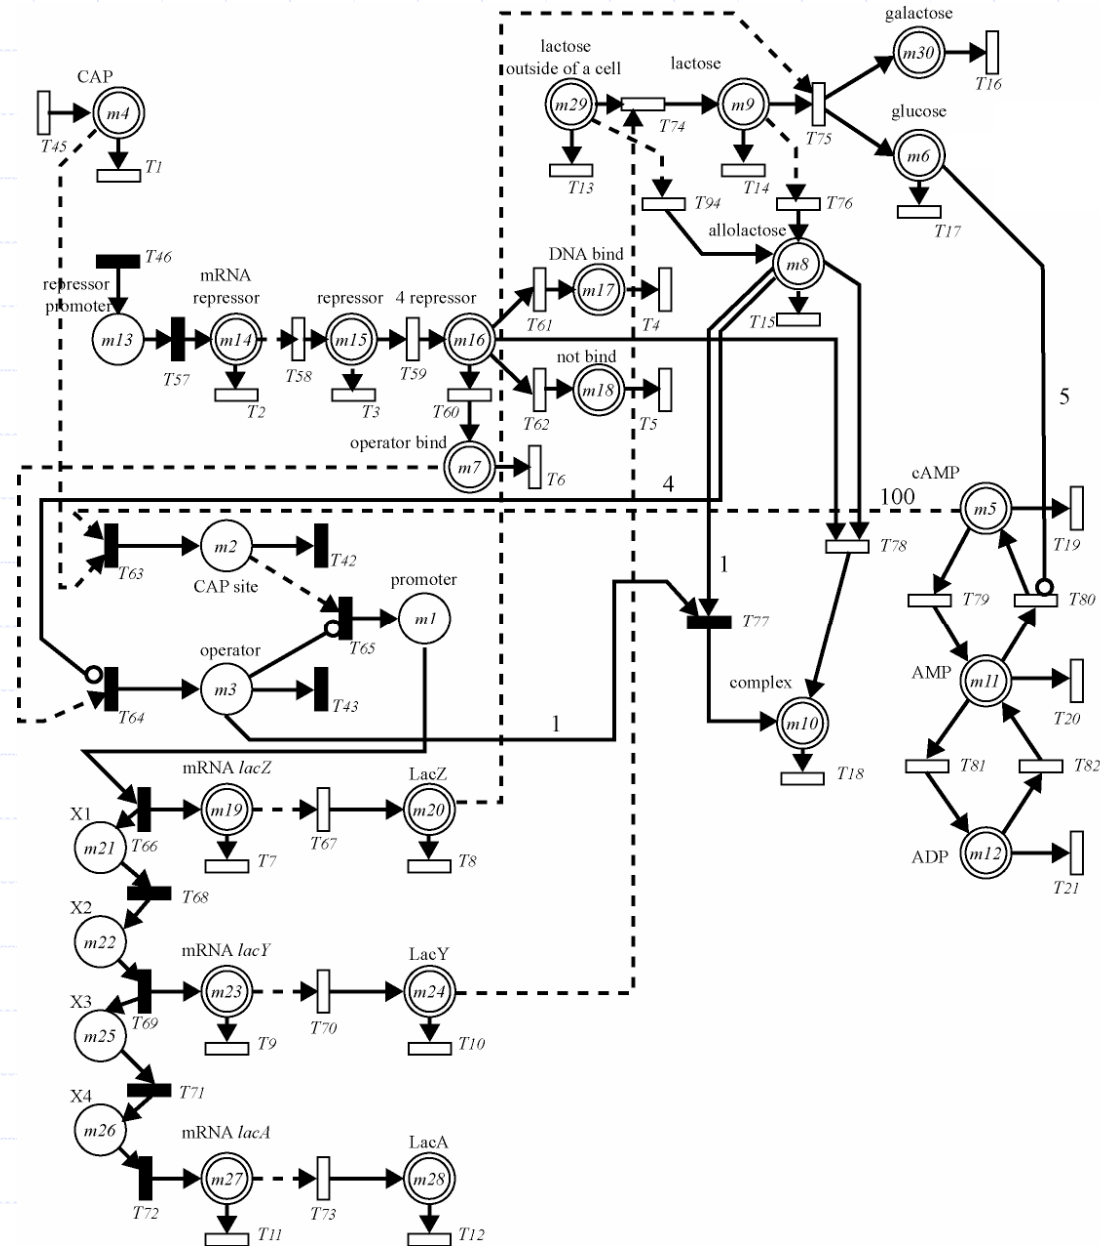 galactose
m30
T16
lactose
outside of a cell
m29
T74
lactose
m9
T75
glucose
m6
T17
CAP
m4
T45
T1
T13
T14
T94
T76
allolactose
m8
T15
T46
repressor
promoter
m13
T57
mRNA
repressor
m14
T2
T58
repressor
m15
T3
T59
4 repressor
m16
T60
T61
DNA bind
m17
T4
T62
not bind
m18
T5
operator bind
m7
T6
5
4
100
cAMP
m5
T19
T63
m2
CAP site
T42
T65
promoter
m1
1
T77
T78
T79
T80
operator
m3
T64
T43
1
complex
m10
T18
AMP
m11
T20
T81
T82
ADP
m12
T21
X1
m21
T66
mRNA lacZ
m19
T7
T67
LacZ
m20
T8
T68
X2
m22
T69
mRNA lacY
m23
T9
T70
LacY
m24
T10
X3
m25
T71
X4
m26
T72
mRNA lacA
m27
T11
T73
LacA
m28
T12